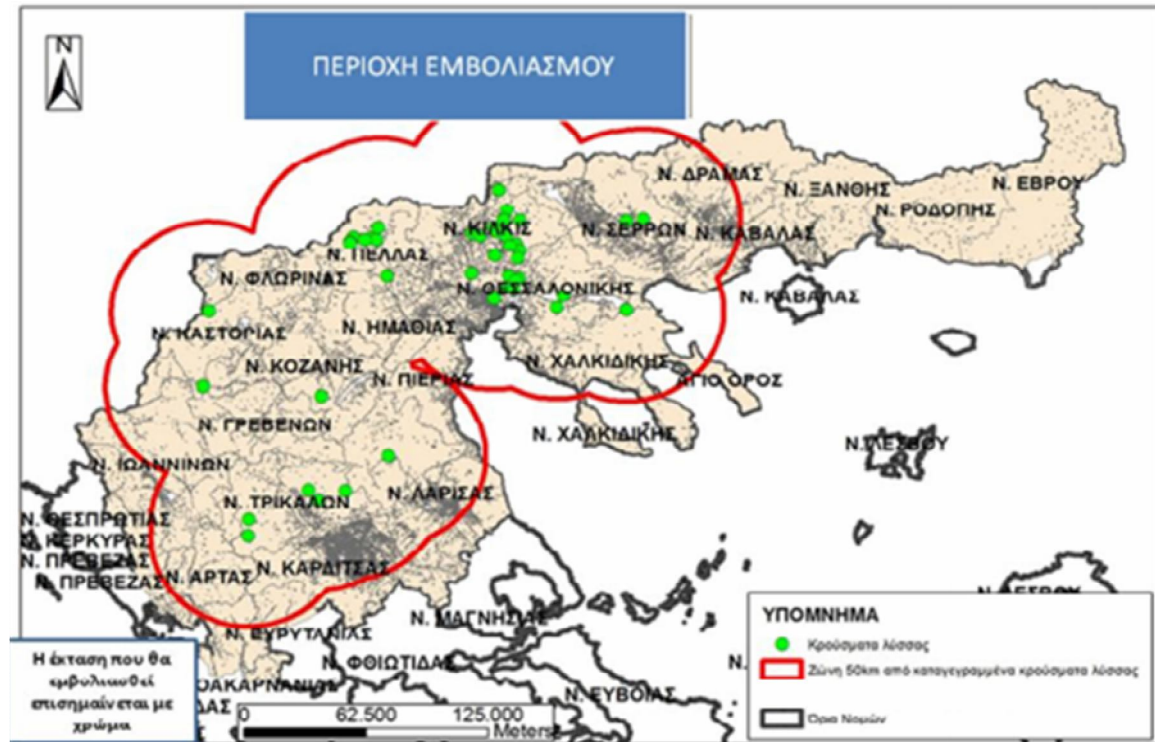 ΠΕΡΙΟΧΗ ΕΜΒΟΛΙΑΣΜΟΥ
N
Ν. ΔΡΑΜΑΣ
Ν. ΞΑΝΘΗΣ
Ν. ΕΒΡΟΥ
Ν. ΡΟΔΟΠΗΣ
Ν. ΚΙΛΚΙΣ
Ν. ΣΕΡΡΩΝ
Ν. ΚΑΒΑΛΑΣ
Ν. ΠΕΛΛΑΣ
Ν. ΦΛΩΡΙΝΑΣ
Ν. ΘΕΣΣΑΛΟΝΙΚΗΣ
Ν. ΚΑΒΑΛΑΣ
Ν. ΚΑΣΤΟΡΙΑΣ
Ν. ΗΜΑΘΙΑΣ
Ν. ΚΟΖΑΝΗΣ
Ν. ΧΑΛΚΙΔΙΚΗΣ
Ν. ΠΙΕΡΙΑΣ
ΑΓΙΟ ΟΡΟΣ
Ν. ΓΡΕΒΕΝΩΝ
Ν. ΧΑΛΚΙΔΙΚΗΣ
Ν. ΛΕΣΒΟΥ
Ν. ΙΩΑΝΝΙΝΩΝ
Ν. ΤΡΙΚΑΛΩΝ
Ν. ΛΑΡΙΣΑΣ
Ν. ΘΕΣΠΡΩΤΙΑΣ
Ν. ΚΕΡΚΥΡΑΣ
Ν. ΠΡΕΒΕΖΑΣ
Ν. ΠΡΕΒΕΖΑΣ
Ν. ΑΡΤΑΣ
Ν. ΚΑΡΔΙΤΣΑΣ
Ν. ΜΑΓΝΗΣΙΑΣ
Ν. ΕΥΡΥΤΑΝΙΑΣ
Ν. ΦΘΙΩΤΙΔΑΣ
Ν. ΕΥΒΟΙΑΣ
Η έκταση που θα
εμβολιασθεί
επισημαίνεται με
χρώμα
0 62.500 125.000
Meters
ΥΠΟΜΝΗΜΑ
Κρούσματα λύσσας
Ζώνη 50km από καταγεγραμμένα κρούσματα λύσσας
Όρια Νομών